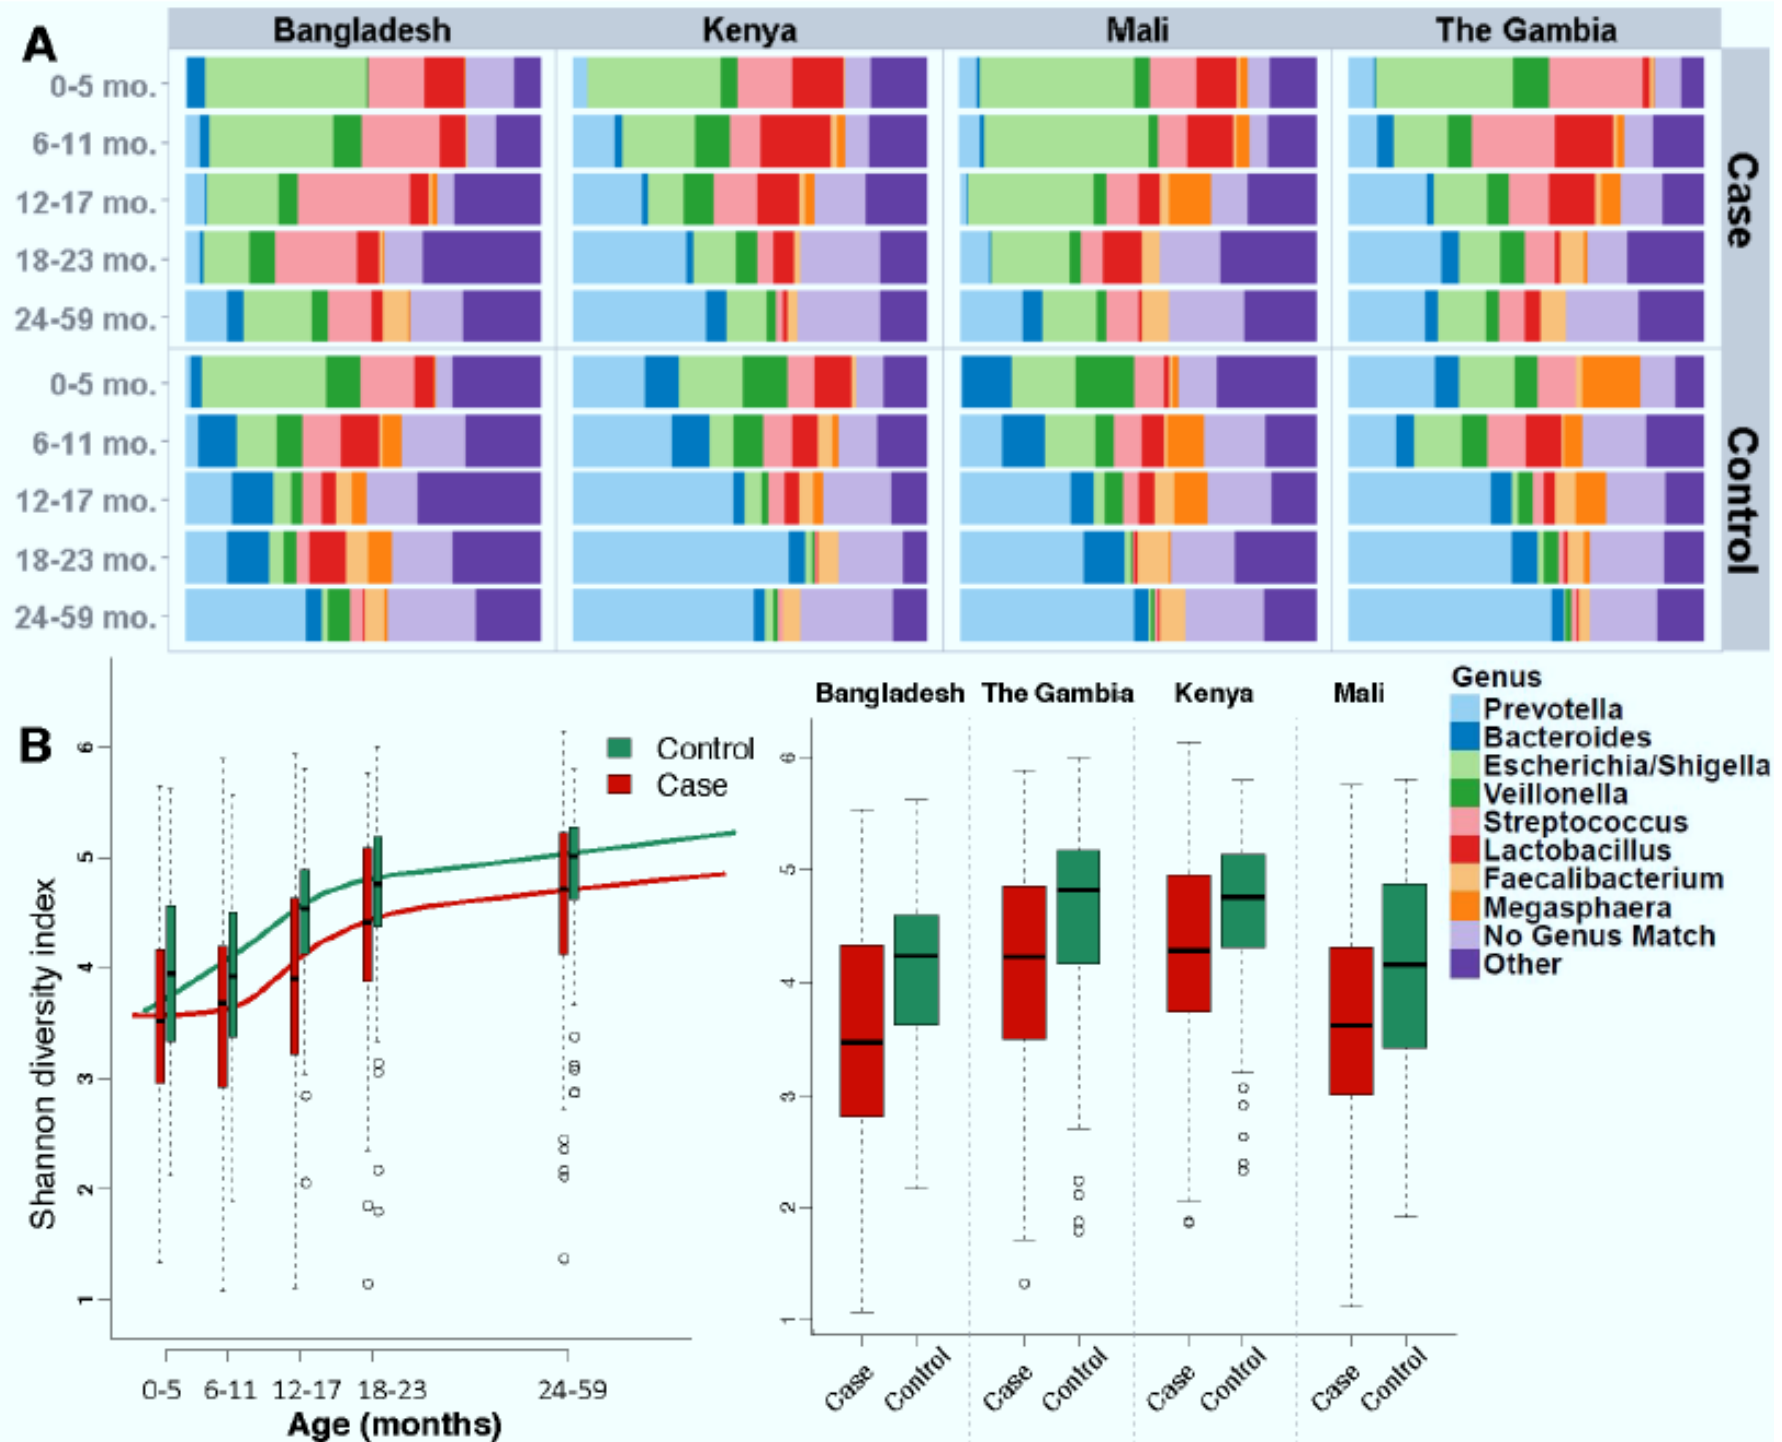 A
Bangladesh Kenya Mali The Gambia
0-5 mo.
6-11 mo.
12-17 mo.
18-23 mo.
24-59 mo.
Case
0-5 mo.
6-11 mo.
12-17 mo.
18-23 mo.
24-59 mo.
Control
B
Control
Case
Shannon diversity index
6
5
4
3
2
1
0-5 6-11 12-17 18-23 24-59
Age (months)
Bangladesh The Gambia Kenya Mali
6
5
4
3
2
1
Case Control Case Control Case Control Case Control
Genus
Prevotella
Bacteroides
Escherichia/Shigella
Veillonella
Streptococcus
Lactobacillus
Faecalibacterium
Megasphaera
No Genus Match
Other